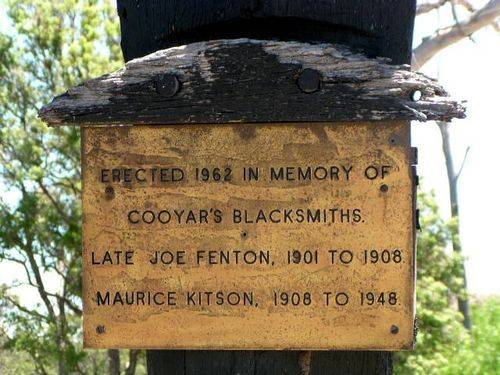 ERECTED 1962 IN MEMORY OF
COOYAR'S BLACKSMITHS.
LATE JOE FENTON, 1901 TO 1908
MAURICE KITSON, 1908 TO 1948.